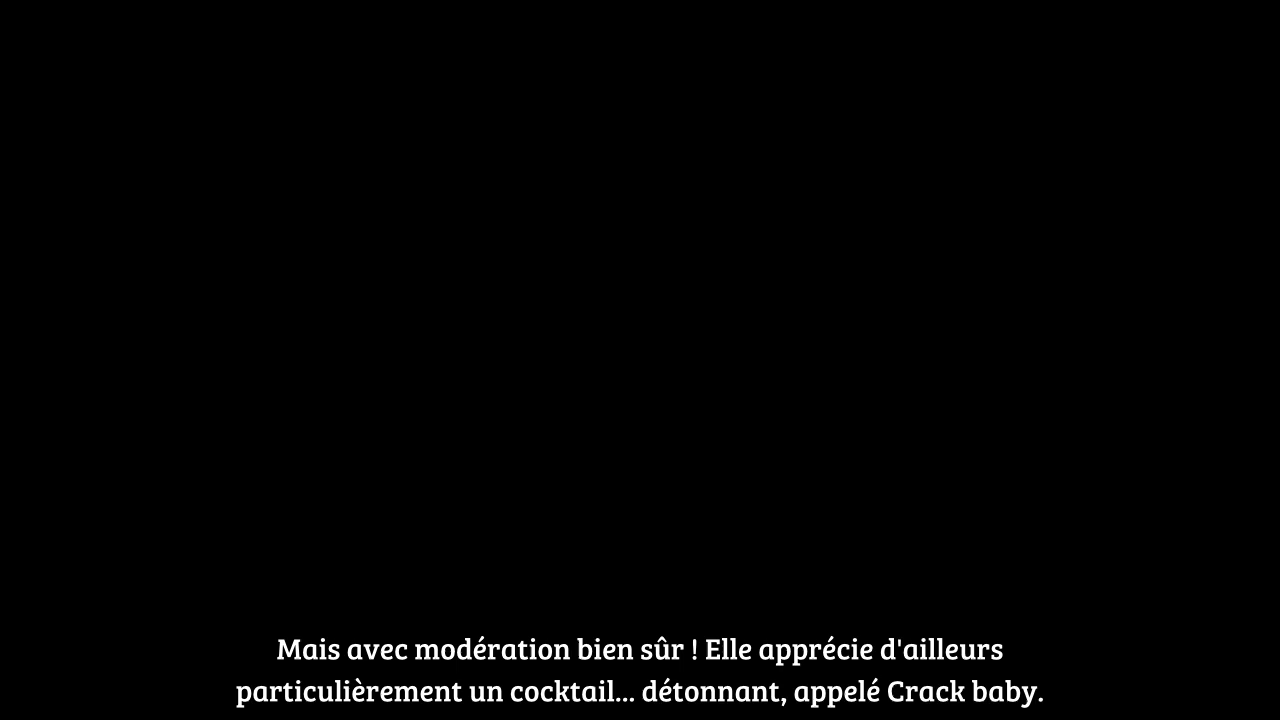 Mais avec modération bien sûr ! Elle apprécie d'ailleurs
particulièrement un cocktail... détonnant, appelé Crack baby.